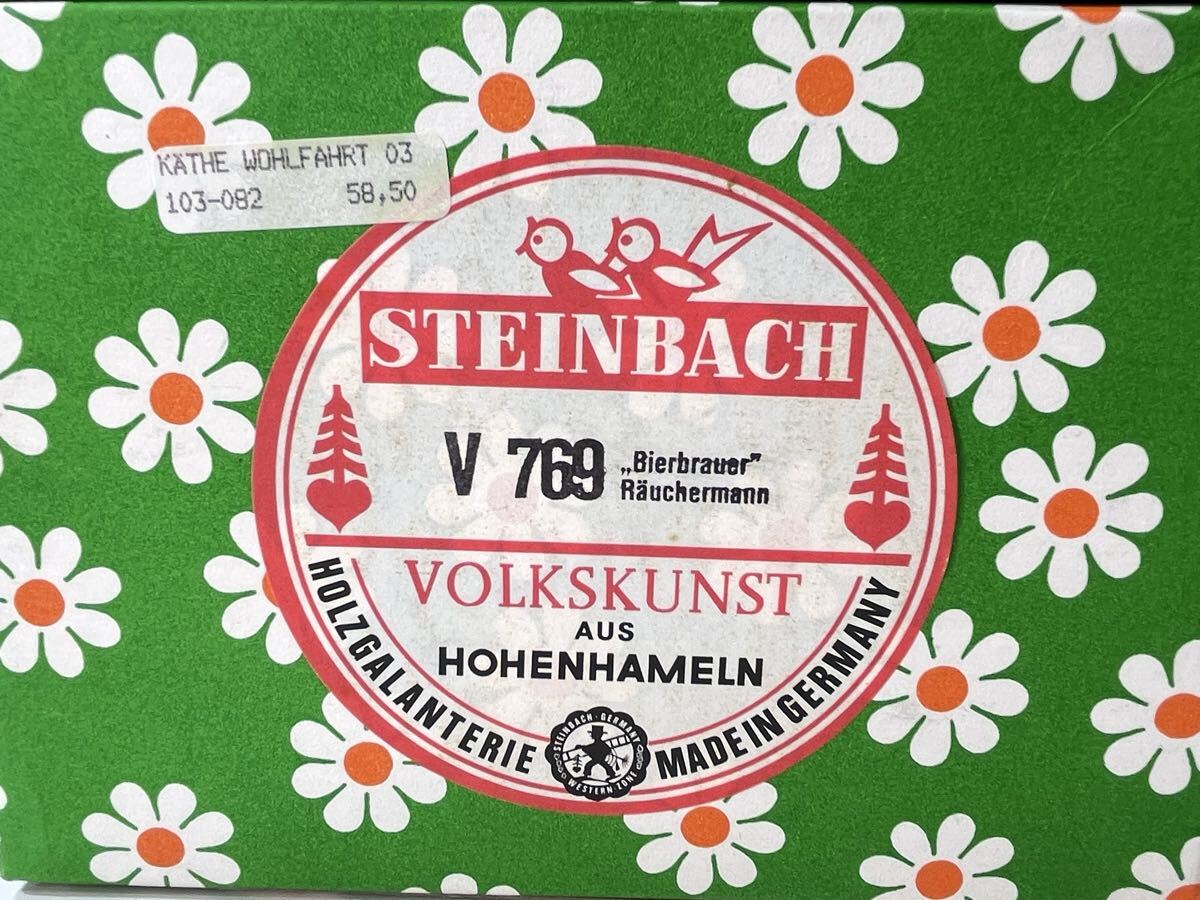 KÄTHE WOHLFAHRT 03
103-082 58,50
STEINBACH
V 769 „Bierbrauer”
Räuchermann
VOLKSKUNST
AUS
HOHENHAMELN
HOLZGALANTERIE
MADE IN GERMANY
STEINBACH · GERMANY
WESTERN · ZONE